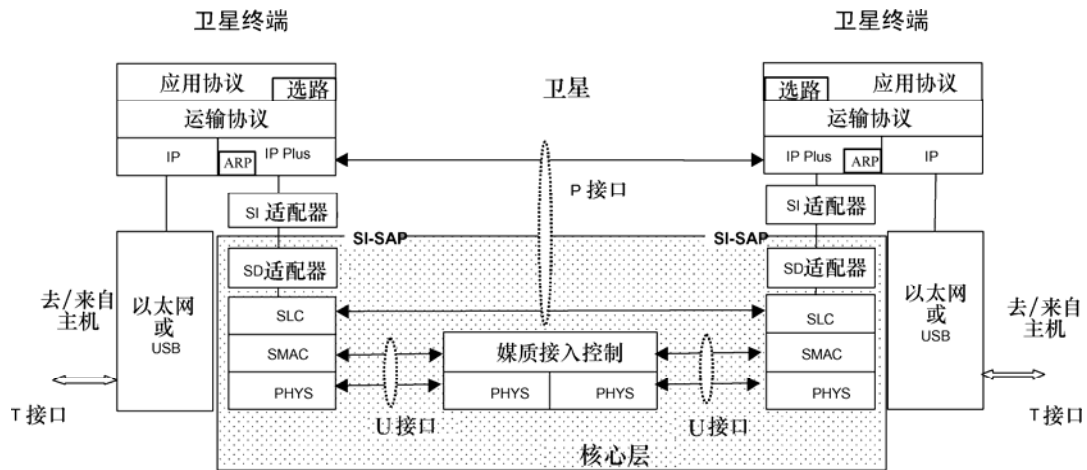 卫星终端
卫星终端
应用协议
选路
卫星
选路
应用协议
运输协议
运输协议
IP
ARP
IP Plus
IP Plus
ARP
IP
P 接口
SI 适配器
SI 适配器
SI-SAP
SI-SAP
SD适配器
SD适配器
去/来自
主机
以太网
或
USB
SLC
SLC
以太网
或
USB
去/来自
主机
SMAC
媒质接入控制
SMAC
PHYS
PHYS
PHYS
PHYS
T 接口
U 接口
U 接口
T 接口
核心层